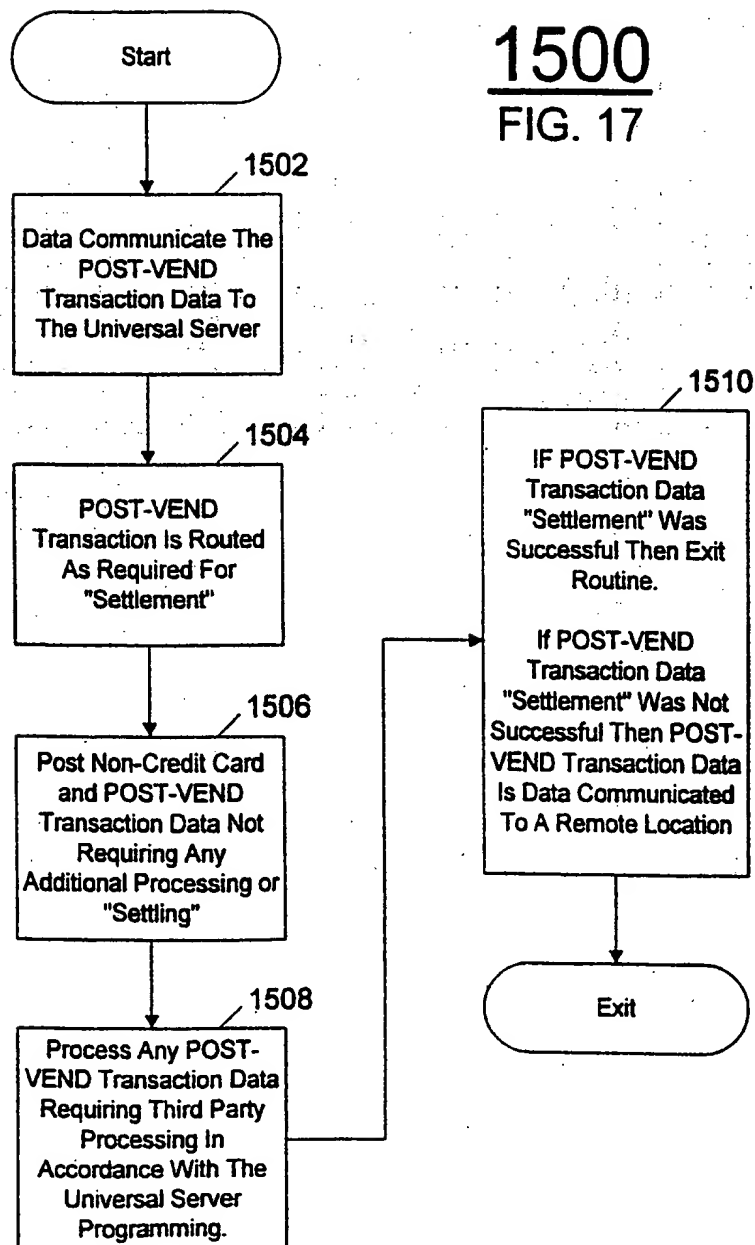 Start
1500
FIG. 17
1502
Data Communicate The
POST-VEND
Transaction Data To
The Universal Server
1504
POST-VEND
Transaction Is Routed
As Required For
"Settlement"
1506
Post Non-Credit Card
and POST-VEND
Transaction Data Not
Requiring Any
Additional Processing or
"Settling"
1508
Process Any POST-
VEND Transaction Data
Requiring Third Party
Processing In
Accordance With The
Universal Server
Programming.
1510
IF POST-VEND
Transaction Data
"Settlement" Was
Successful Then Exit
Routine.
If POST-VEND
Transaction Data
"Settlement" Was Not
Successful Then POST-
VEND Transaction Data
Is Data Communicated
To A Remote Location
Exit